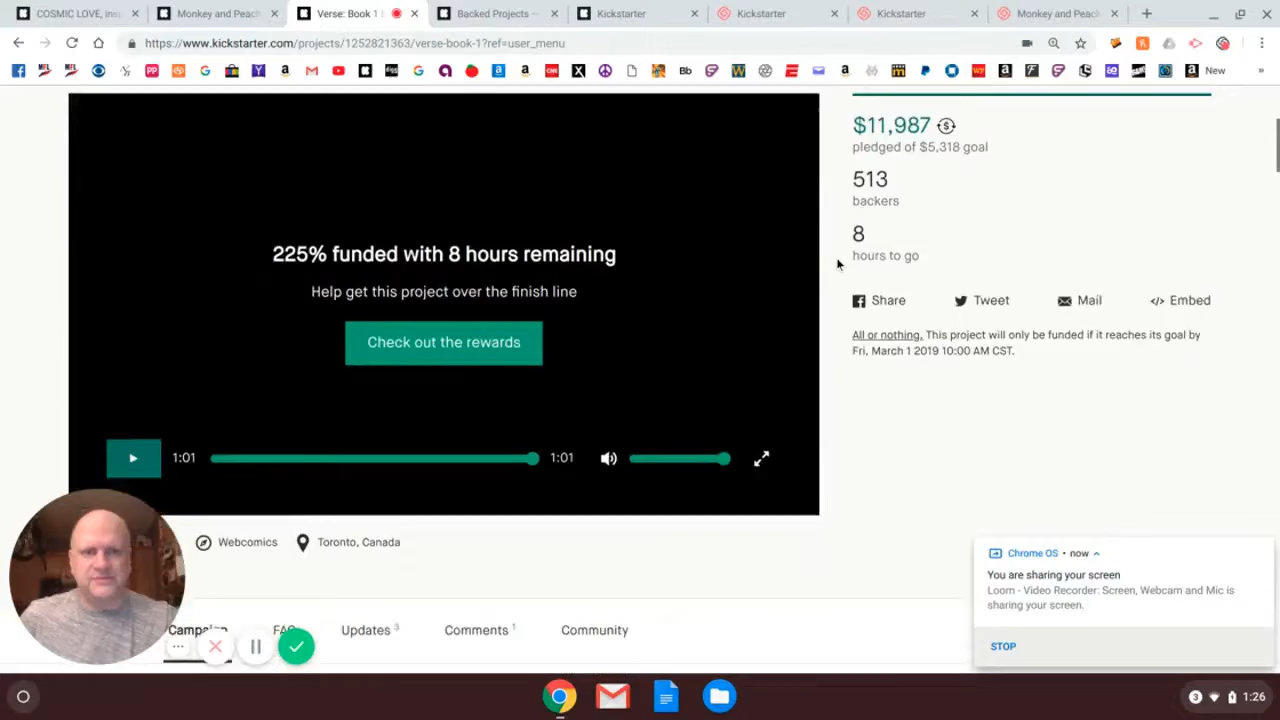 COSMIC LOVE, Insp
Monkey and Peach
Verse: Book 1
Backed Projects —
Kickstarter
Kickstarter
Kickstarter
Monkey and Peach
https://www.kickstarter.com/projects/1252821363/verse-book-1?ref=user_menu
New
$11,987
pledged of $5,318 goal
513
backers
8
hours to go
225% funded with 8 hours remaining
Help get this project over the finish line
Check out the rewards
Share
Tweet
Mail
Embed
All or nothing. This project will only be funded if it reaches its goal by
Fri, March 1 2019 10:00 AM CST.
1:01
1:01
Webcomics
Toronto, Canada
Chrome OS • now
You are sharing your screen
Loom - Video Recorder: Screen, Webcam and Mic is
sharing your screen.
STOP
Campaign
FAQ
Updates 3
Comments 1
Community
3
1:26